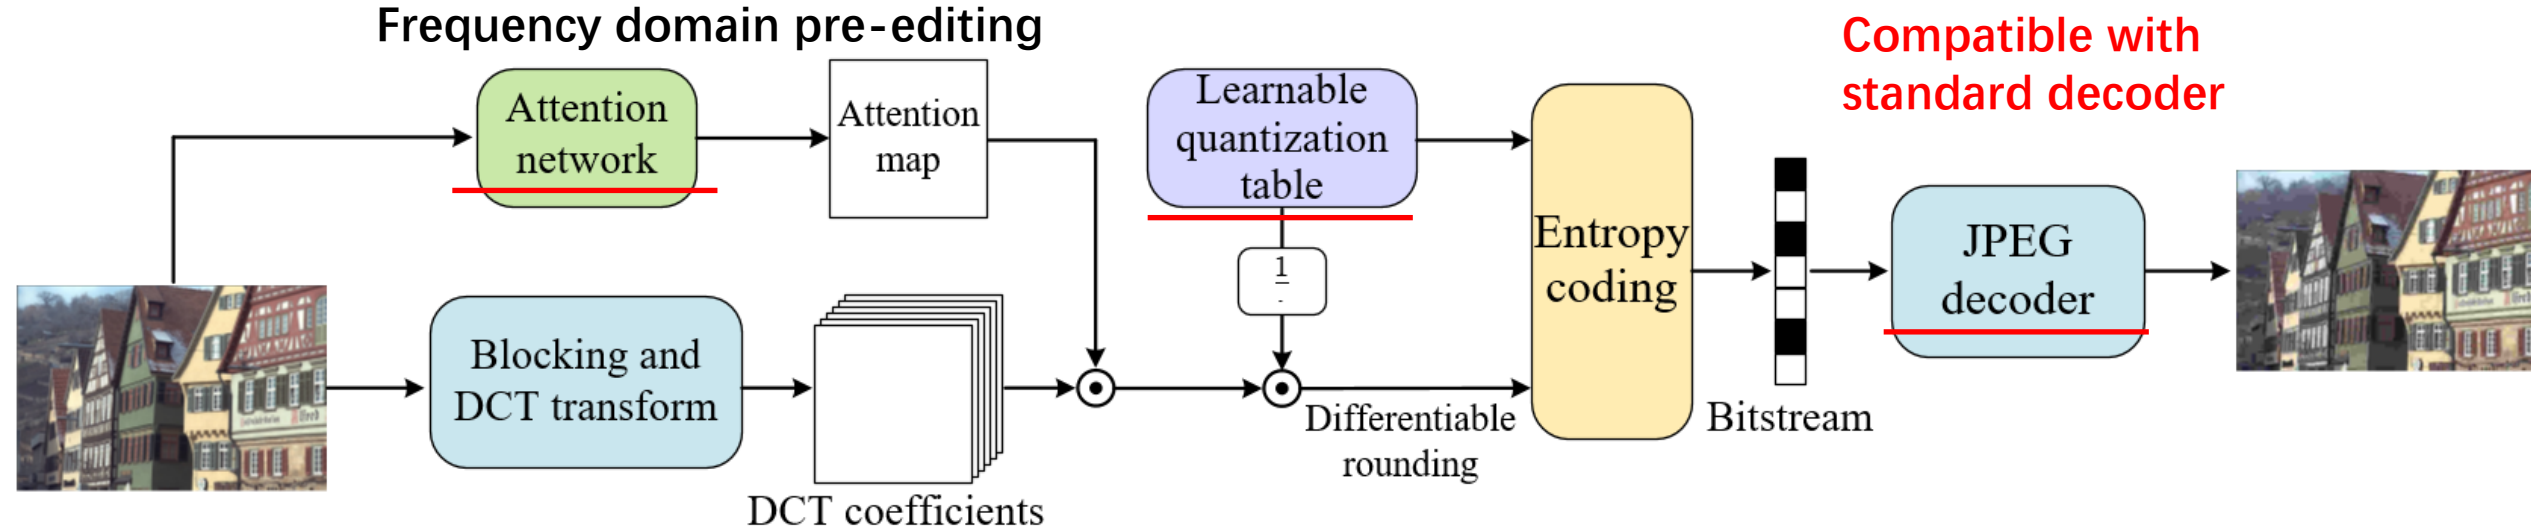 Frequency domain pre-editing
Compatible with
standard decoder
Attention
network
Attention
map
Learnable
quantization
table
1
.
Entropy
coding
JPEG
decoder
Blocking and
DCT transform
DCT coefficients
Differentiable
rounding
Bitstream